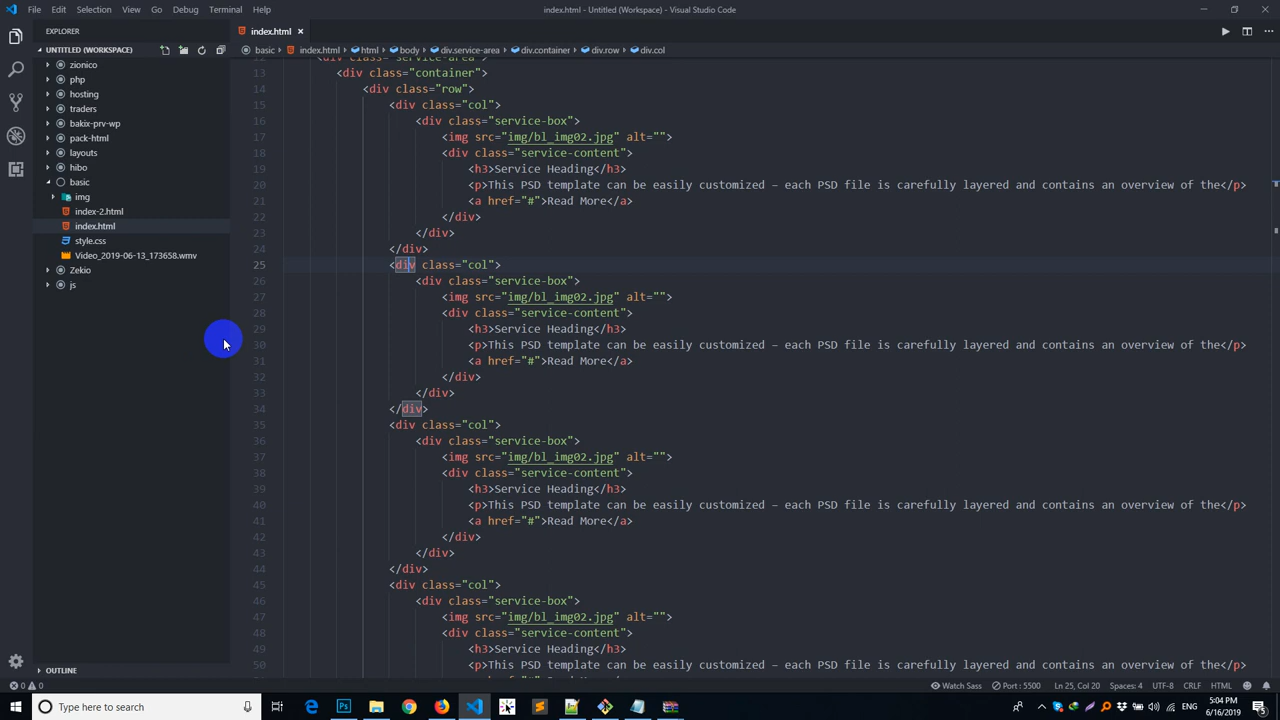 File Edit Selection View Go Debug Terminal Help
index.html - Untitled (Workspace) - Visual Studio Code
EXPLORER
index.html ×
UNTITLED (WORKSPACE)
basic › index.html › html › body › div.service-area › div.container › div.row › div.col
zionico
php
hosting
traders
bakix-prv-wp
pack-html
layouts
hibo
basic
img
index-2.html
index.html
style.css
Video_2019-06-13_173658.wmv
Zekio
js
OUTLINE
12 <div class="service-area">
13 <div class="container">
14 <div class="row">
15 <div class="col">
16 <div class="service-box">
17 <img src="img/bl_img02.jpg" alt="">
18 <div class="service-content">
19 <h3>Service Heading</h3>
20 <p>This PSD template can be easily customized – each PSD file is carefully layered and contains an overview of the</p>
21 <a href="#">Read More</a>
22 </div>
23 </div>
24 </div>
25 <div class="col">
26 <div class="service-box">
27 <img src="img/bl_img02.jpg" alt="">
28 <div class="service-content">
29 <h3>Service Heading</h3>
30 <p>This PSD template can be easily customized – each PSD file is carefully layered and contains an overview of the</p>
31 <a href="#">Read More</a>
32 </div>
33 </div>
34 </div>
35 <div class="col">
36 <div class="service-box">
37 <img src="img/bl_img02.jpg" alt="">
38 <div class="service-content">
39 <h3>Service Heading</h3>
40 <p>This PSD template can be easily customized – each PSD file is carefully layered and contains an overview of the</p>
41 <a href="#">Read More</a>
42 </div>
43 </div>
44 </div>
45 <div class="col">
46 <div class="service-box">
47 <img src="img/bl_img02.jpg" alt="">
48 <div class="service-content">
49 <h3>Service Heading</h3>
50 <p>This PSD template can be easily customized – each PSD file is carefully layered and contains an overview of the</p>
0 0 Watch Sass Port : 5500 Ln 25, Col 20 Spaces: 4 UTF-8 CRLF HTML
Type here to search
ENG
5:04 PM
6/16/2019